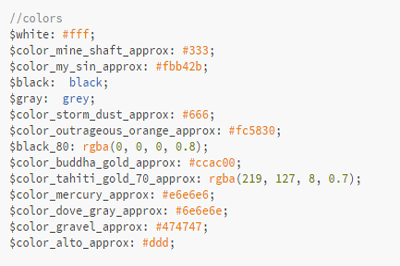 //colors
$white: #fff;
$color_mine_shaft_approx: #333;
$color_my_sin_approx: #fbb42b;
$black:  black;
$gray:  grey;
$color_storm_dust_approx: #666;
$color_outrageous_orange_approx: #fc5830;
$black_80: rgba(0, 0, 0, 0.8);
$color_buddha_gold_approx: #ccac00;
$color_tahiti_gold_70_approx: rgba(219, 127, 8, 0.7);
$color_mercury_approx: #e6e6e6;
$color_dove_gray_approx: #6e6e6e;
$color_gravel_approx: #474747;
$color_alto_approx: #ddd;